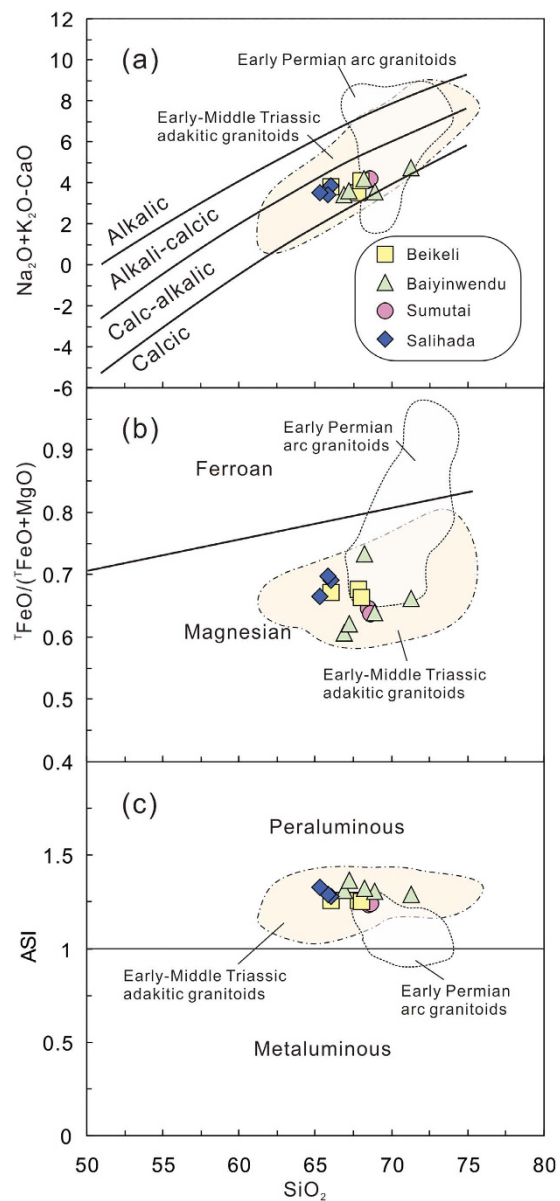 12
10
8
6
4
2
0
-2
-4
-6
Na₂O+K₂O-CaO
(a)
Early Permian arc granitoids
Early-Middle Triassic
adakitic granitoids
Alkalic
Alkali-calcic
Calc-alkalic
Calcic
Beikeli
Baiyinwendu
Sumutai
Salihada
0.9
0.8
0.7
0.6
0.5
0.4
ᵀFeO/(ᵀFeO+MgO)
(b)
Early Permian
arc granitoids
Ferroan
Magnesian
Early-Middle Triassic
adakitic granitoids
1.5
1
0.5
0
ASI
(c)
Peraluminous
Early-Middle Triassic
adakitic granitoids
Early Permian
arc granitoids
Metaluminous
50 55 60 65 70 75 80
SiO₂